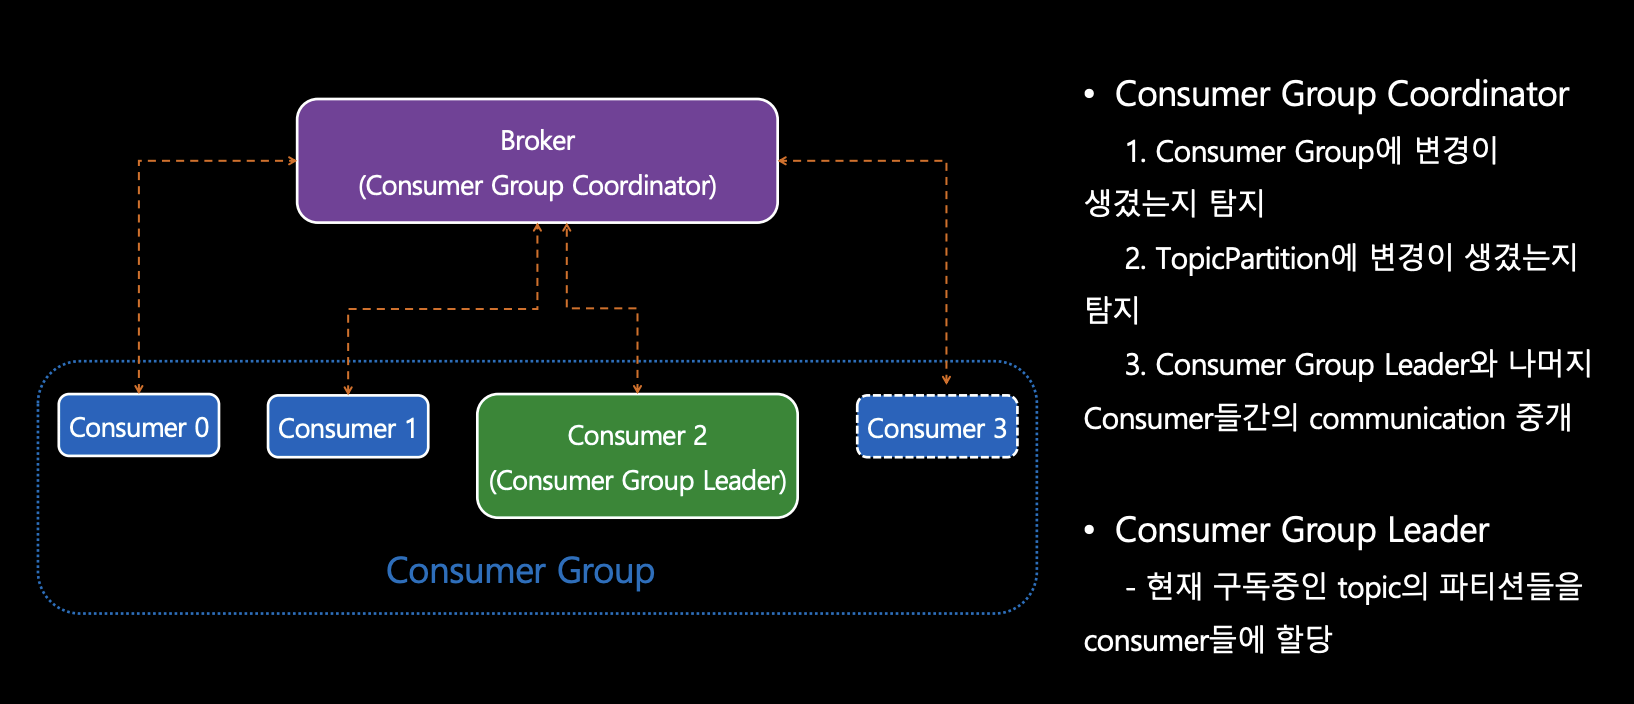 Broker
(Consumer Group Coordinator)
Consumer 0
Consumer 1
Consumer 2
(Consumer Group Leader)
Consumer 3
Consumer Group
• Consumer Group Coordinator
1. Consumer Group에 변경이
생겼는지 탐지
2. TopicPartition에 변경이 생겼는지
탐지
3. Consumer Group Leader와 나머지
Consumer들간의 communication 중개
• Consumer Group Leader
- 현재 구독중인 topic의 파티션들을
consumer들에 할당